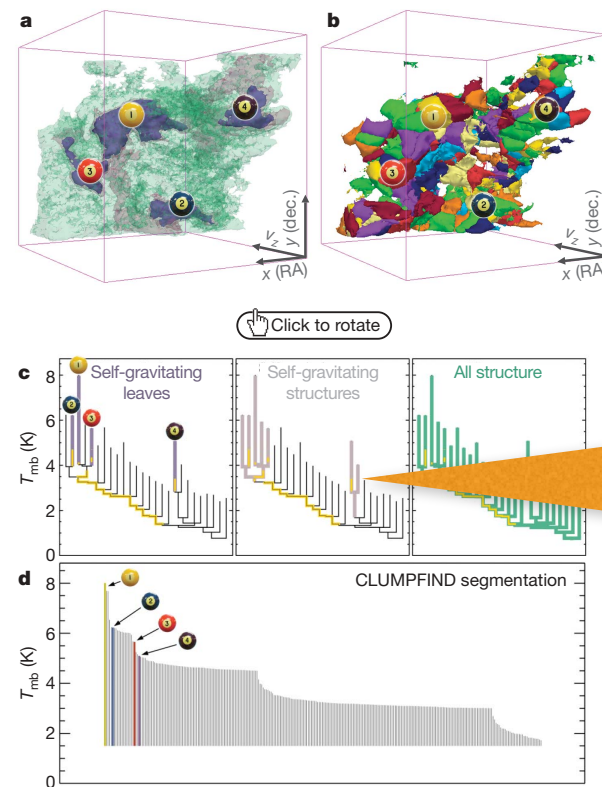 a
b
1
4
3
2
1
4
3
2
y (dec.)
v_z
x (RA)
y (dec.)
v_z
x (RA)
Click to rotate
c
1
Self-gravitating
leaves
Self-gravitating
structures
All structure
2
3
4
8
6
4
2
0
T_mb (K)
d
CLUMPFIND segmentation
1
2
3
4
8
6
4
2
0
T_mb (K)